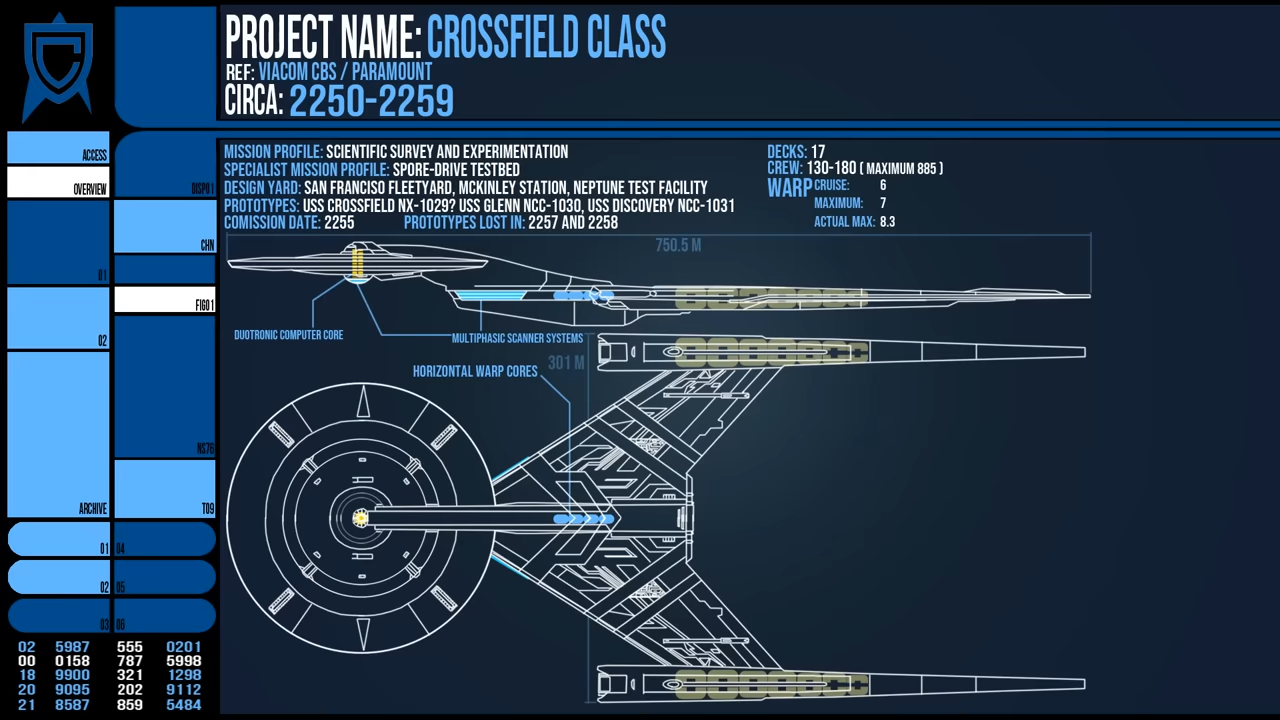 PROJECT NAME: CROSSFIELD CLASS
REF: VIACOM CBS / PARAMOUNT
CIRCA: 2250-2259
MISSION PROFILE: SCIENTIFIC SURVEY AND EXPERIMENTATION
SPECIALIST MISSION PROFILE: SPORE-DRIVE TESTBED
DESIGN YARD: SAN FRANCISO FLEETYARD, MCKINLEY STATION, NEPTUNE TEST FACILITY
PROTOTYPES: USS CROSSFIELD NX-1029? USS GLENN NCC-1030, USS DISCOVERY NCC-1031
COMISSION DATE: 2255 PROTOTYPES LOST IN: 2257 AND 2258
DECKS: 17
CREW: 130-180 ( MAXIMUM 885 )
WARP CRUISE: 6
MAXIMUM: 7
ACTUAL MAX: 8.3
750.5 M
DUOTRONIC COMPUTER CORE
MULTIPHASIC SCANNER SYSTEMS
301 M
HORIZONTAL WARP CORES
ACCESS
OVERVIEW
01
02
ARCHIVE
01
02
03
CHN
FIG01
NS76
T09
04
05
06
02 5987 555 0201
00 0158 787 5998
18 9900 321 1298
20 9095 202 9112
21 8587 859 5484